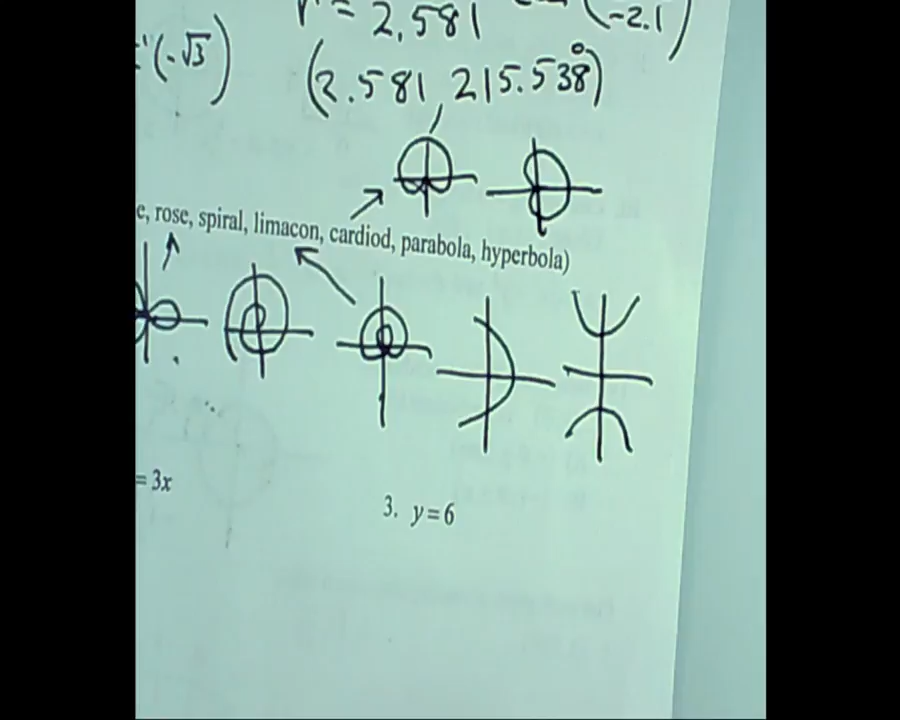 r = 2.581 (-2.1)
(-√3) (2.581, 215.538°)
rose, spiral, limacon, cardiod, parabola, hyperbola)
= 3x
3. y = 6